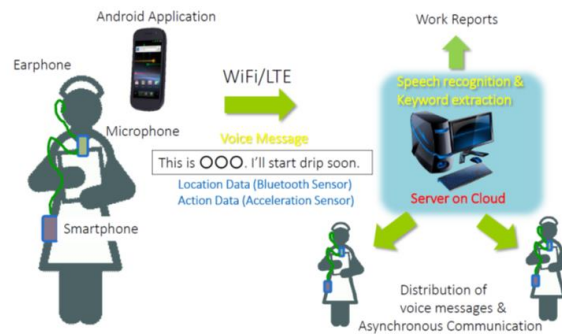 Android Application
Work Reports
Earphone
WiFi/LTE
Speech recognition &
Keyword extraction
Microphone
Voice Message
This is ○○○. I'll start drip soon.
Location Data (Bluetooth Sensor)
Action Data (Acceleration Sensor)
Server on Cloud
Smartphone
Distribution of
voice messages &
Asynchronous Communication